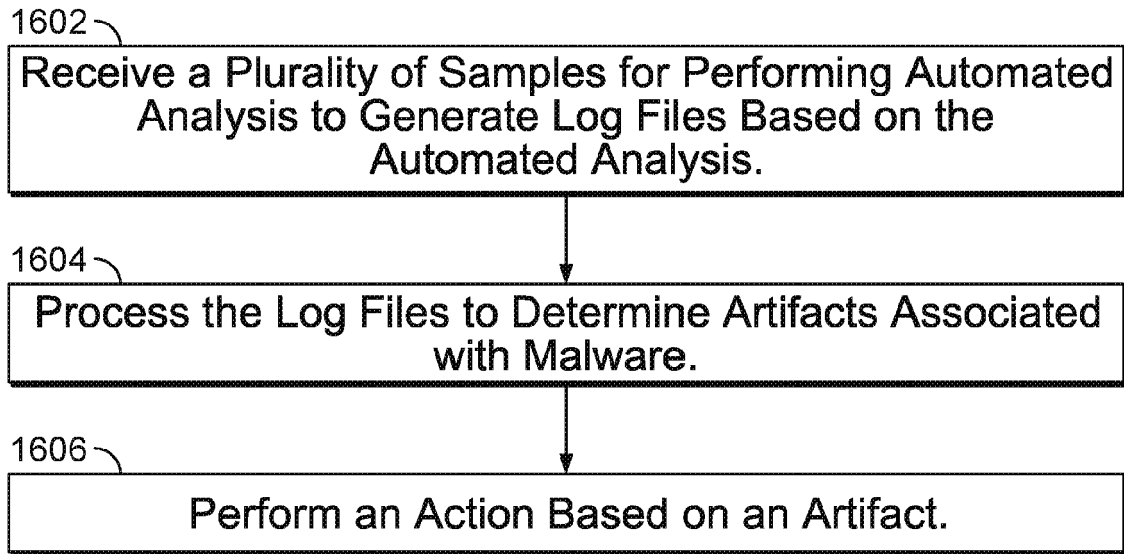 1602
Receive a Plurality of Samples for Performing Automated
Analysis to Generate Log Files Based on the
Automated Analysis.
1604
Process the Log Files to Determine Artifacts Associated
with Malware.
1606
Perform an Action Based on an Artifact.